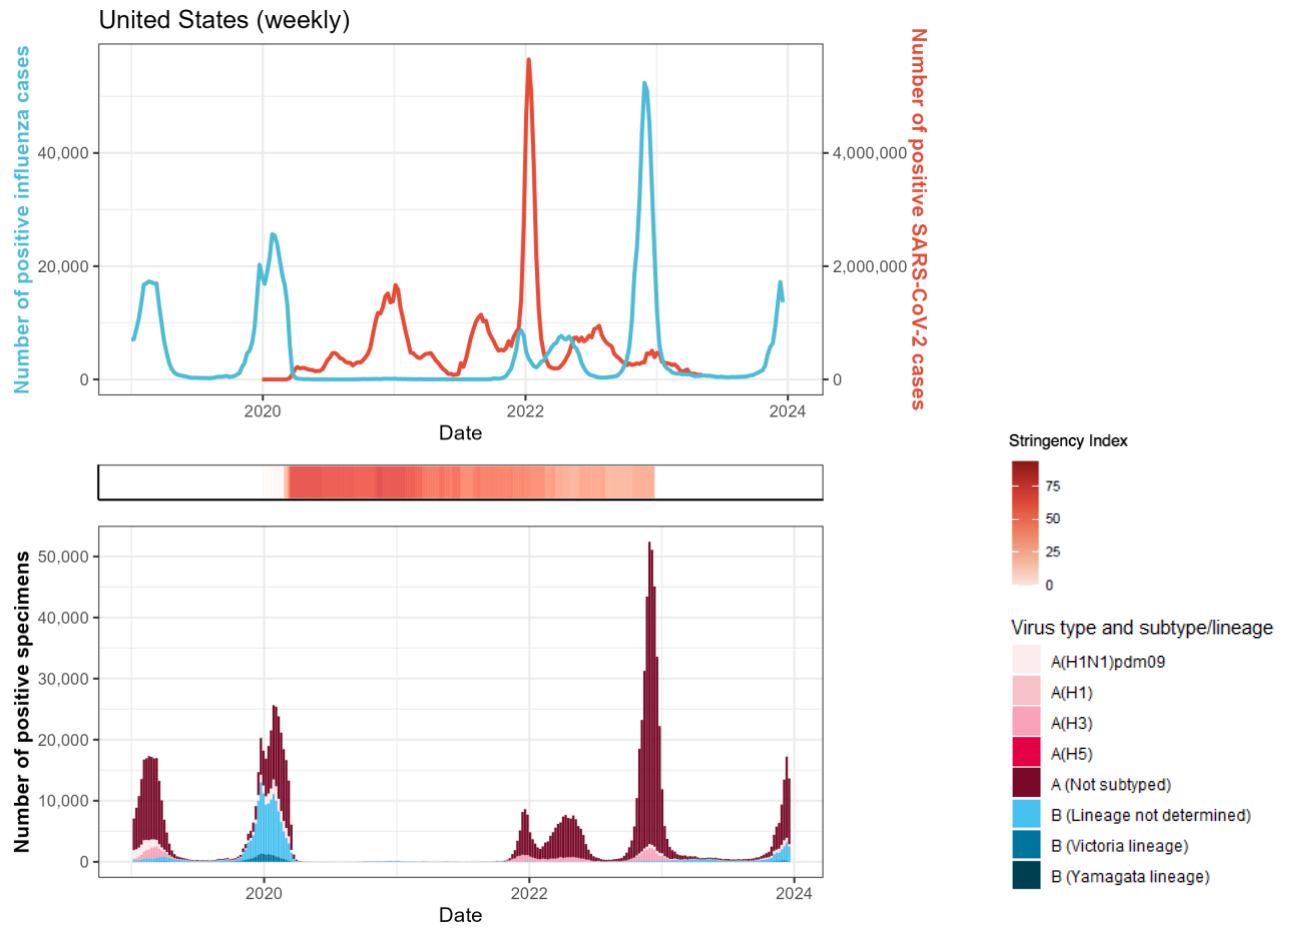 United States (weekly)
Number of positive influenza cases
40,000
20,000
0
4,000,000
2,000,000
0
Number of positive SARS-CoV-2 cases
2020
2022
2024
Date
Stringency Index
75
50
25
0
Number of positive specimens
50,000
40,000
30,000
20,000
10,000
0
2020
2022
2024
Date
Virus type and subtype/lineage
A(H1N1)pdm09
A(H1)
A(H3)
A(H5)
A (Not subtyped)
B (Lineage not determined)
B (Victoria lineage)
B (Yamagata lineage)